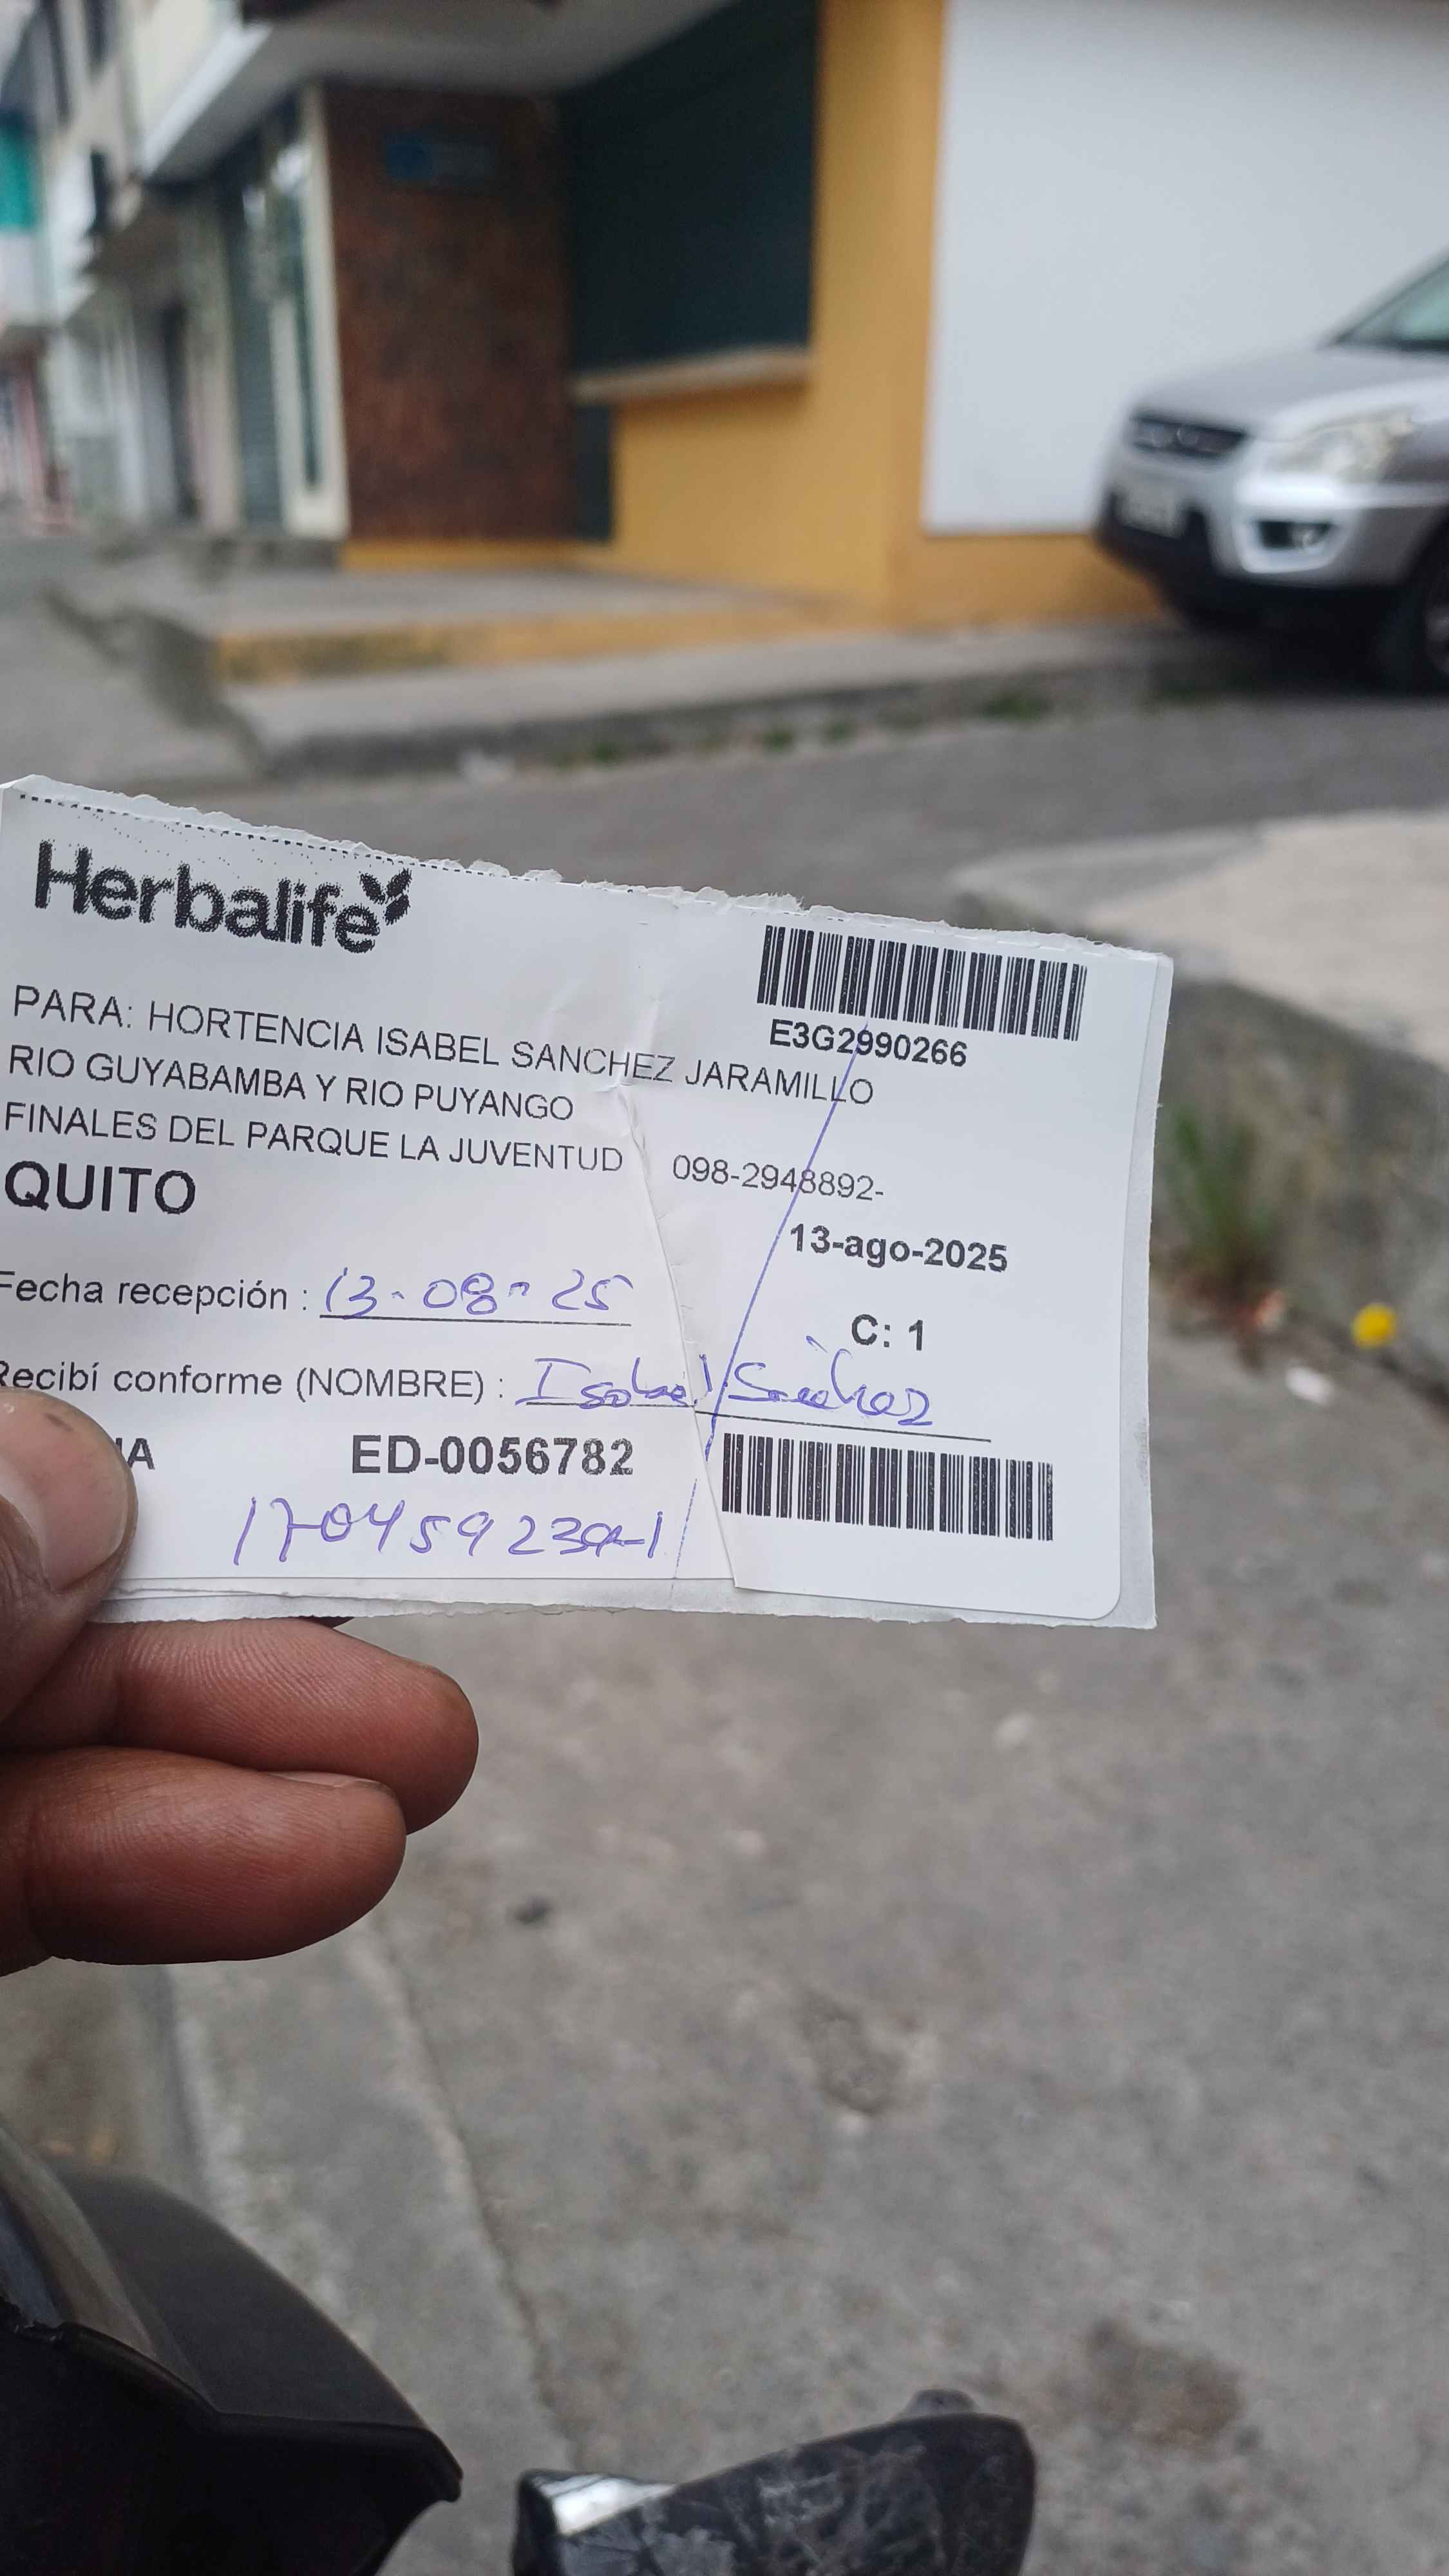 Herbalife
E3G2990266
PARA: HORTENCIA ISABEL SANCHEZ JARAMILLO
RIO GUYABAMBA Y RIO PUYANGO
FINALES DEL PARQUE LA JUVENTUD 098-2948892-
QUITO
13-ago-2025
Fecha recepción : 13-08-25
C: 1
Recibí conforme (NOMBRE) : Isabel Sánchez
ED-0056782